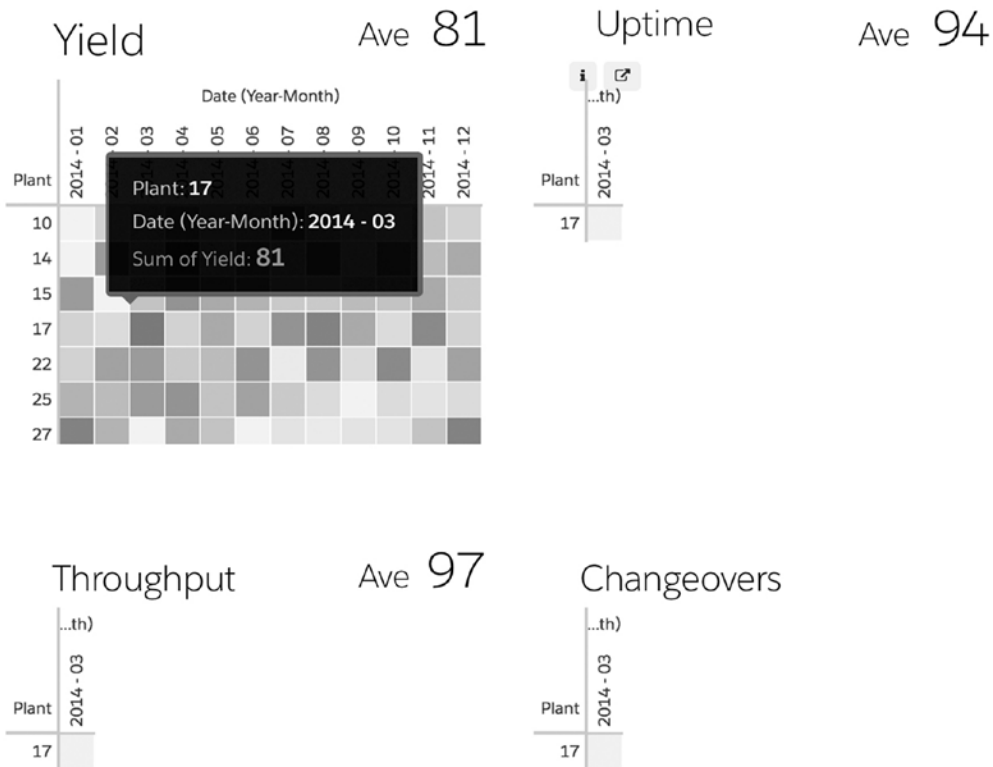 Yield
Ave 81
Date (Year-Month)
Plant
2014 - 01
02
03
04
05
06
07
08
09
10
2014 - 11
2014 - 12
Plant: 17
Date (Year-Month): 2014 - 03
Sum of Yield: 81
10
14
15
17
22
25
27
Uptime
Ave 94
i
...th)
Plant
2014 - 03
17
Throughput
Ave 97
...th)
Plant
2014 - 03
17
Changeovers
...th)
Plant
2014 - 03
17